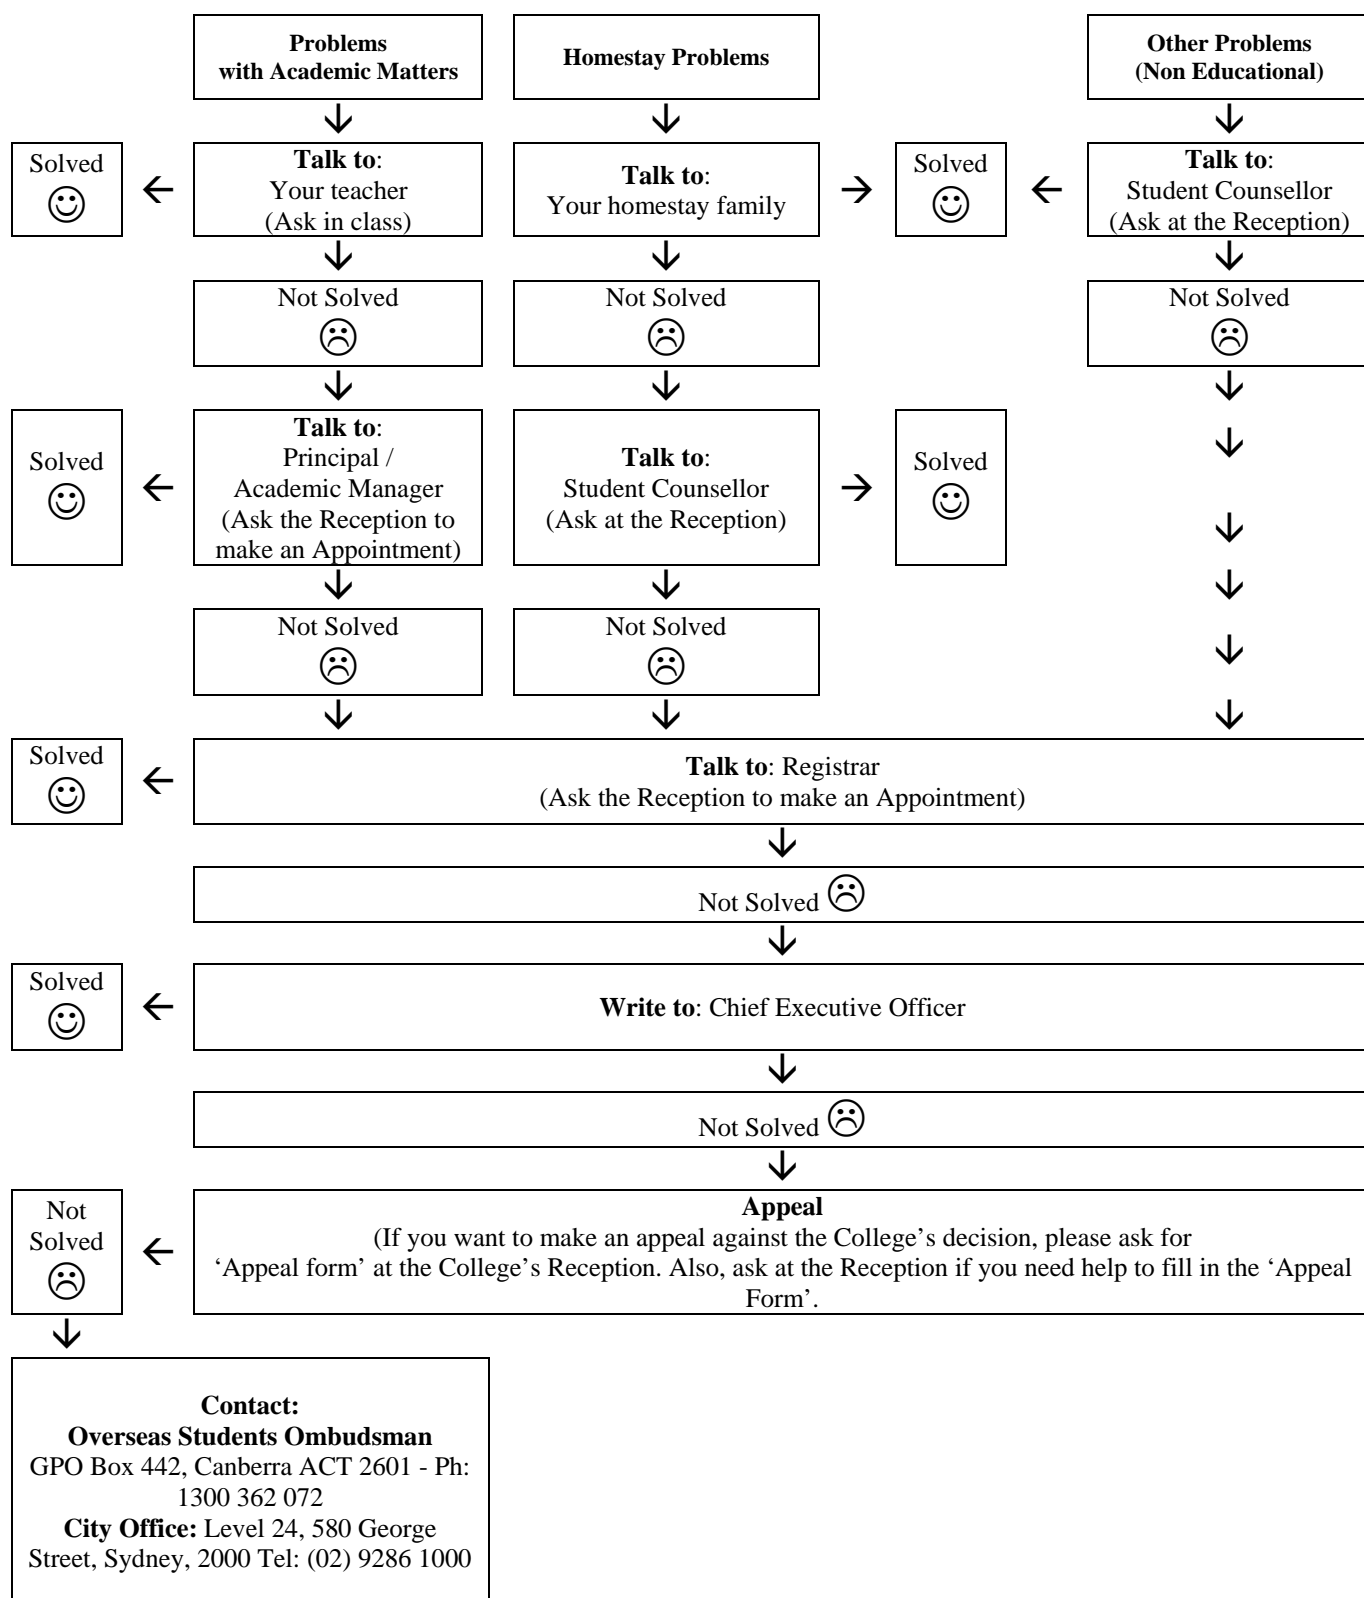 Problems
with Academic Matters
Homestay Problems
Other Problems
(Non Educational)
Solved
Talk to:
Your teacher
(Ask in class)
Talk to:
Your homestay family
Solved
Talk to:
Student Counsellor
(Ask at the Reception)
Not Solved
Not Solved
Not Solved
Solved
Talk to:
Principal /
Academic Manager
(Ask the Reception to
make an Appointment)
Talk to:
Student Counsellor
(Ask at the Reception)
Solved
Not Solved
Not Solved
Solved
Talk to: Registrar
(Ask the Reception to make an Appointment)
Not Solved
Solved
Write to: Chief Executive Officer
Not Solved
Not
Solved
Appeal
(If you want to make an appeal against the College’s decision, please ask for
‘Appeal form’ at the College’s Reception. Also, ask at the Reception if you need help to fill in the ‘Appeal
Form’.
Contact:
Overseas Students Ombudsman
GPO Box 442, Canberra ACT 2601 - Ph:
1300 362 072
City Office: Level 24, 580 George
Street, Sydney, 2000 Tel: (02) 9286 1000